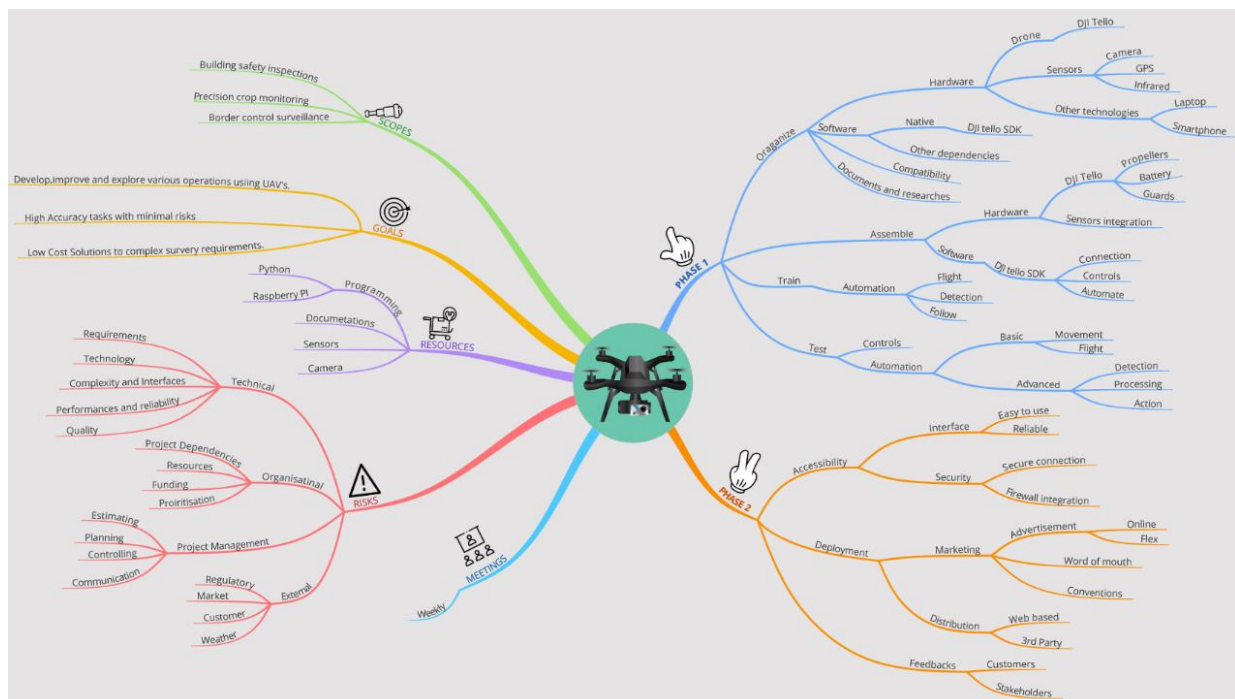 SCOPES
Building safety inspections
Precision crop monitoring
Border control surveillance
GOALS
Develop,improve and explore various operations usiing UAV's.
High Accuracy tasks with minimal risks
Low Cost Solutions to complex survery requirements.
RESOURCES
Programming
Python
Raspberry PI
Documetations
Sensors
Camera
RISKS
Technical
Requirements
Technology
Complexity and Interfaces
Performances and reliability
Quality
Organisatinal
Project Dependencies
Resources
Funding
Proiritisation
Project Management
Estimating
Planning
Controlling
Communication
External
Regulatory
Market
Customer
Weather
MEETINGS
Weekly
PHASE 1
Oraganize
Hardware
Drone
DJI Tello
Sensors
Camera
GPS
Infrared
Other technologies
Laptop
Smartphone
Software
Native
DJI tello SDK
Other dependencies
Compatibility
Documents and researches
Assemble
Hardware
DJI Tello
Propellers
Battery
Guards
Sensors integration
Software
DJI tello SDK
Connection
Controls
Automate
Train
Automation
Flight
Detection
Follow
Test
Controls
Automation
Basic
Movement
Flight
Advanced
Detection
Processing
Action
PHASE 2
Accessibility
Interface
Easy to use
Reliable
Security
Secure connection
Firewall integration
Deployment
Marketing
Advertisement
Online
Flex
Word of mouth
Conventions
Distribution
Web based
3rd Party
Feedbacks
Customers
Stakeholders